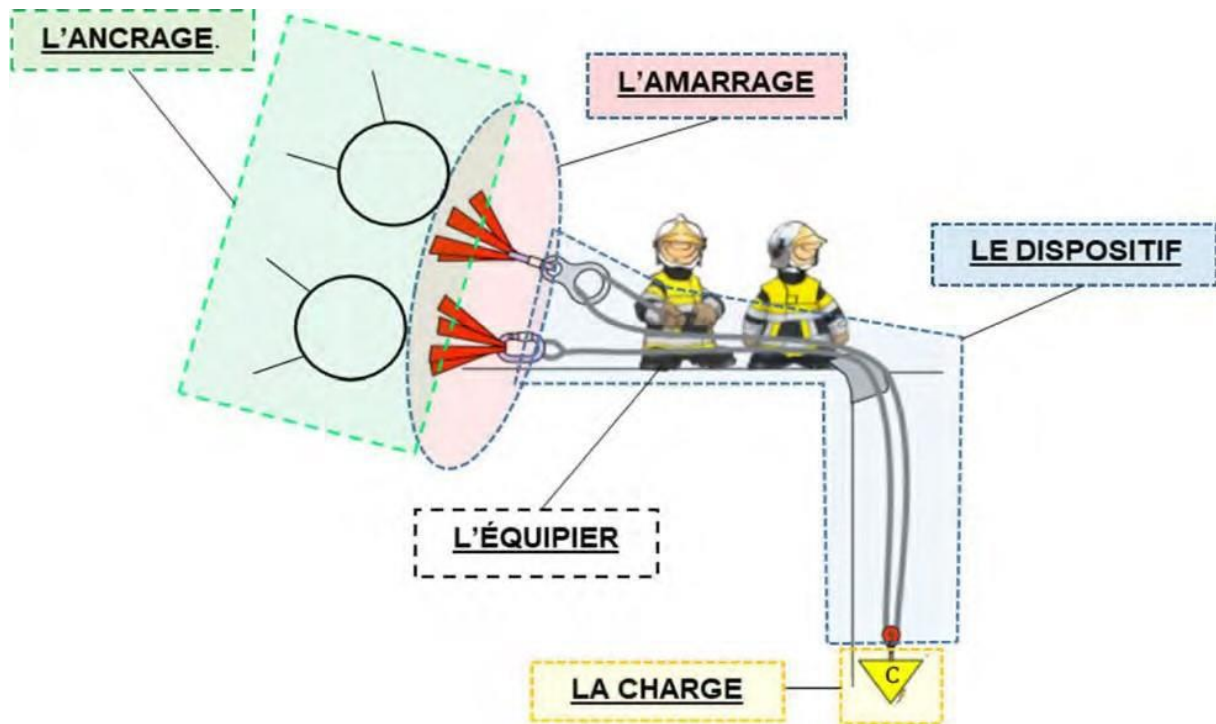 L'ANCRAGE.
L'AMARRAGE
LE DISPOSITIF
L'ÉQUIPIER
LA CHARGE
C